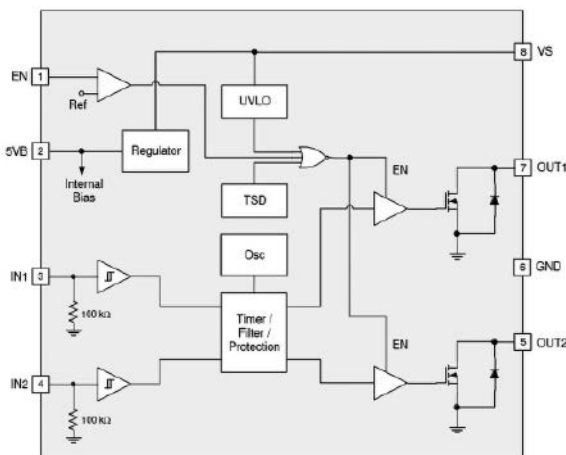 8 VS
EN 1
Ref
UVLO
5VB 2
Regulator
Internal
Bias
TSD
EN
7 OUT1
Osc
6 GND
IN1 3
100 kΩ
Timer /
Filter /
Protection
EN
5 OUT2
IN2 4
100 kΩ